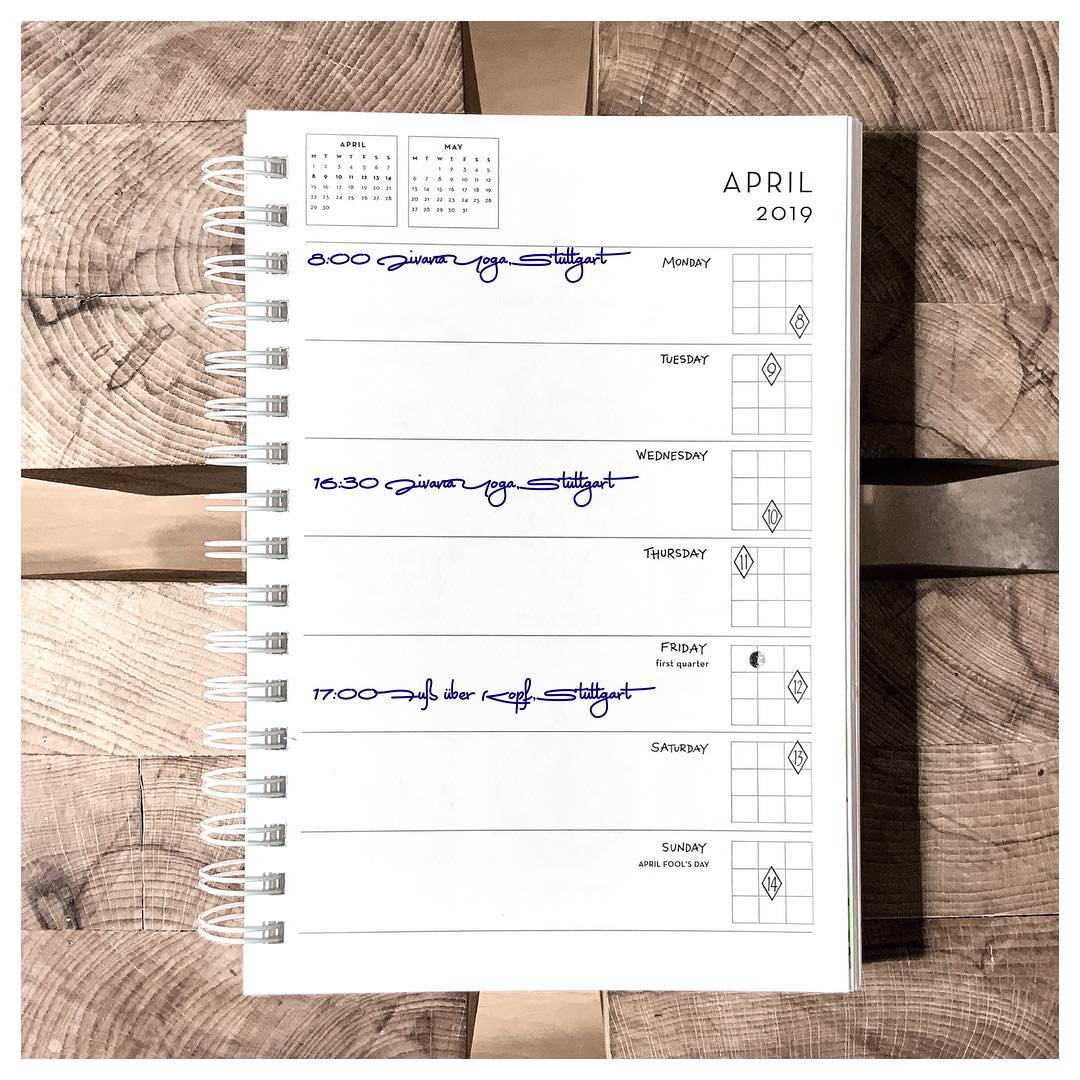 APRIL
M T W T F S S
1 2 3 4 5 6 7
8 9 10 11 12 13 14
15 16 17 18 19 20 21
22 23 24 25 26 27 28
29 30
MAY
M T W T F S S
1 2 3 4 5
6 7 8 9 10 11 12
13 14 15 16 17 18 19
20 21 22 23 24 25 26
27 28 29 30 31
APRIL
2019
8:00 Jivana Yoga, Stuttgart
MONDAY
8
TUESDAY
9
WEDNESDAY
16:30 Jivana Yoga, Stuttgart
10
THURSDAY
11
FRIDAY
first quarter
17:00 Fuß über Kopf, Stuttgart
12
SATURDAY
13
SUNDAY
APRIL FOOL'S DAY
14